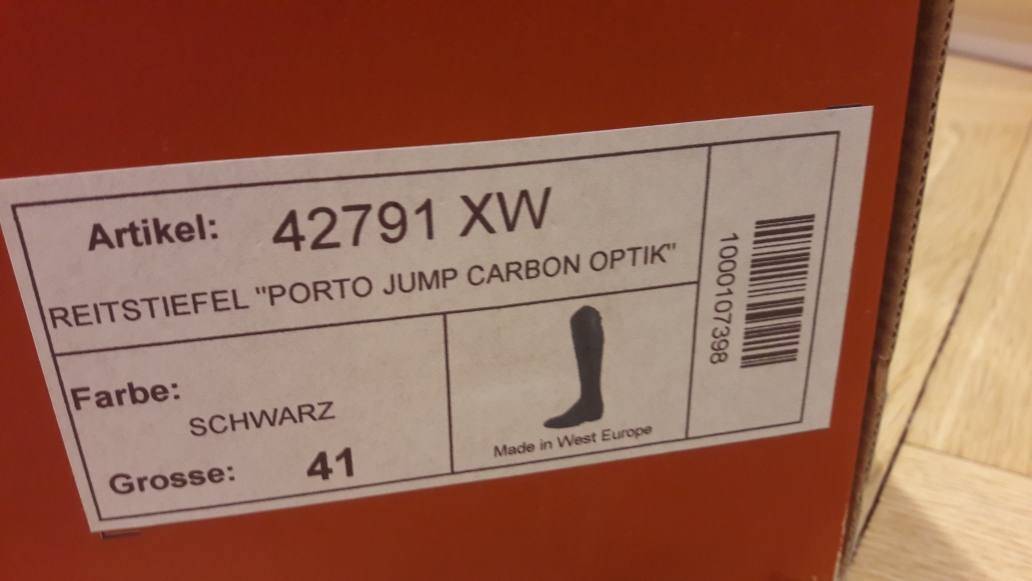 Artikel: 42791 XW
REITSTIEFEL "PORTO JUMP CARBON OPTIK"
Farbe:
SCHWARZ
Grosse: 41
Made in West Europe
1000107398